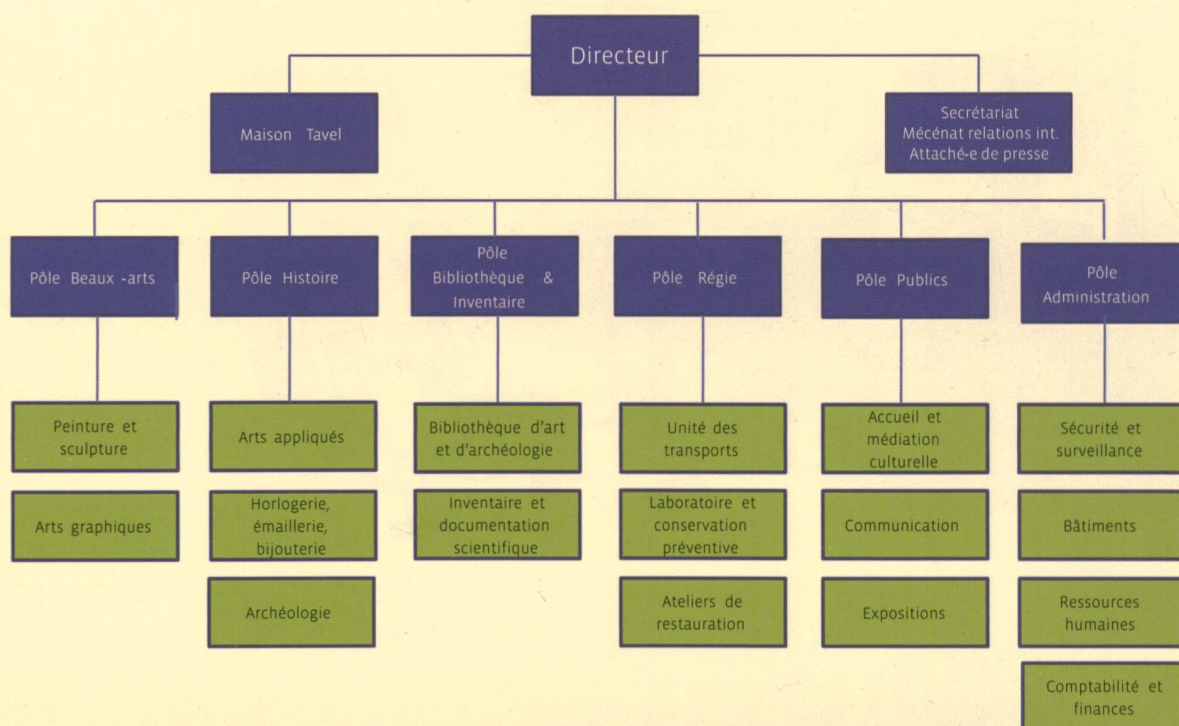 Directeur
Maison Tavel
Secrétariat
Mécénat relations int.
Attaché-e de presse
Pôle Beaux -arts
Pôle Histoire
Pôle
Bibliothèque &
Inventaire
Pôle Régie
Pôle Publics
Pôle
Administration
Peinture et
sculpture
Arts appliqués
Bibliothèque d'art
et d'archéologie
Unité des
transports
Accueil et
médiation
culturelle
Sécurité et
surveillance
Arts graphiques
Horlogerie,
émaillerie,
bijouterie
Inventaire et
documentation
scientifique
Laboratoire et
conservation
préventive
Communication
Bâtiments
Archéologie
Ateliers de
restauration
Expositions
Ressources
humaines
Comptabilité et
finances